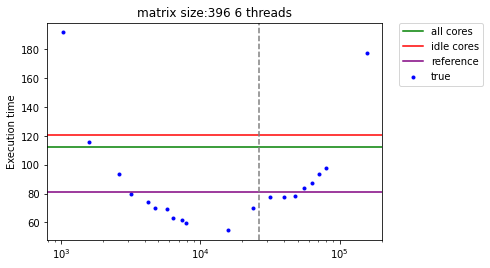 matrix size:396 6 threads
all cores
idle cores
reference
true
Execution time
180
160
140
120
100
80
60
10³
10⁴
10⁵